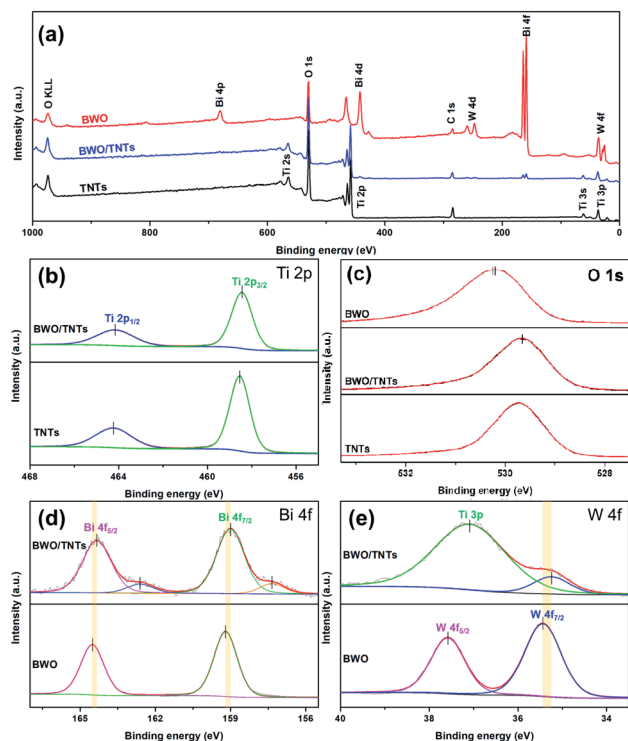 (a)
Intensity (a.u.)
O KLL
Bi 4p
O 1s
Bi 4d
C 1s
W 4d
Bi 4f
W 4f
BWO
BWO/TNTs
TNTs
Ti 2s
Ti 2p
Ti 3s
Ti 3p
1000 800 600 400 200 0
Binding energy (eV)
(b) Ti 2p
Intensity (a.u.)
Ti 2p1/2
Ti 2p3/2
BWO/TNTs
TNTs
468 464 460 456
Binding energy (eV)
(c) O 1s
Intensity (a.u.)
BWO
BWO/TNTs
TNTs
532 530 528
Binding energy (eV)
(d) Bi 4f
Intensity (a.u.)
Bi 4f5/2
Bi 4f7/2
BWO/TNTs
BWO
165 162 159 156
Binding energy (eV)
(e) W 4f
Intensity (a.u.)
Ti 3p
BWO/TNTs
W 4f5/2
W 4f7/2
BWO
40 38 36 34
Binding energy (eV)